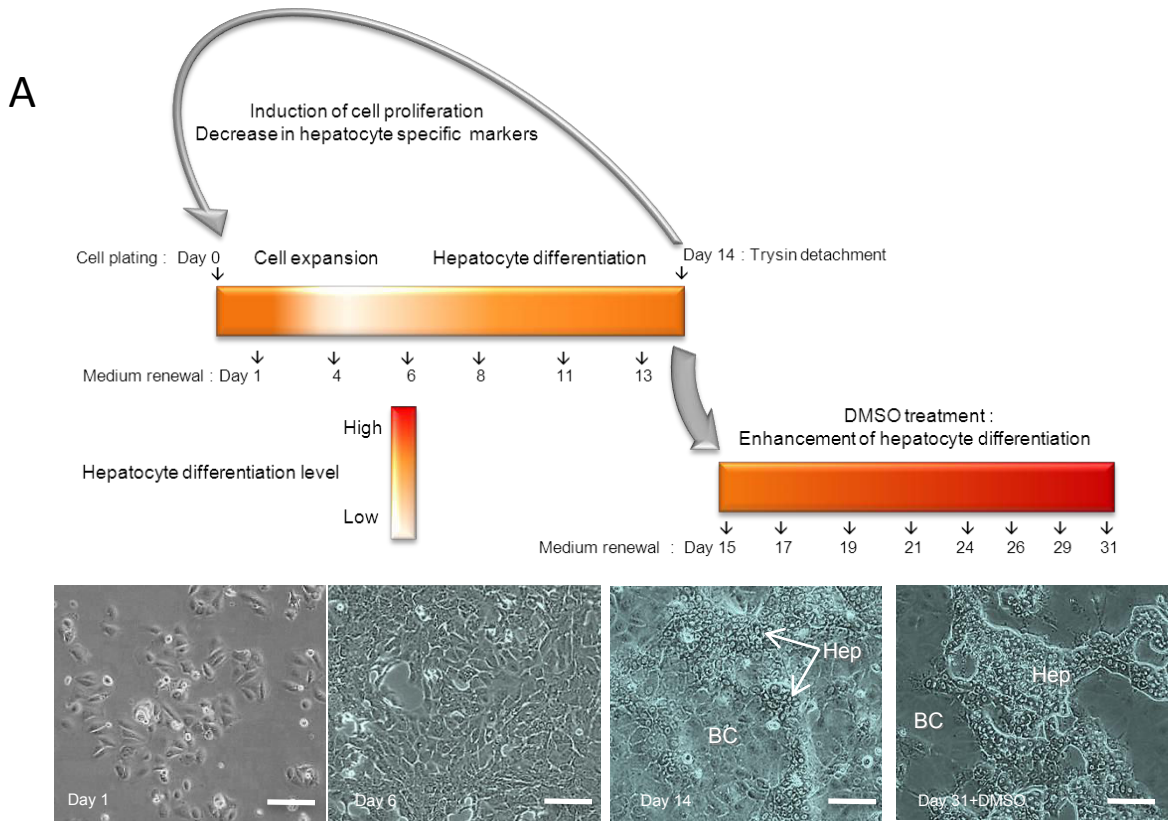 A
Induction of cell proliferation
Decrease in hepatocyte specific markers
Cell plating : Day 0
Cell expansion
Hepatocyte differentiation
Day 14 : Trysin detachment
Medium renewal : Day 1 4 6 8 11 13
High
Hepatocyte differentiation level
Low
DMSO treatment :
Enhancement of hepatocyte differentiation
Medium renewal : Day 15 17 19 21 24 26 29 31
Day 1
Day 6
Hep
BC
Day 14
Hep
BC
Day 31+DMSO